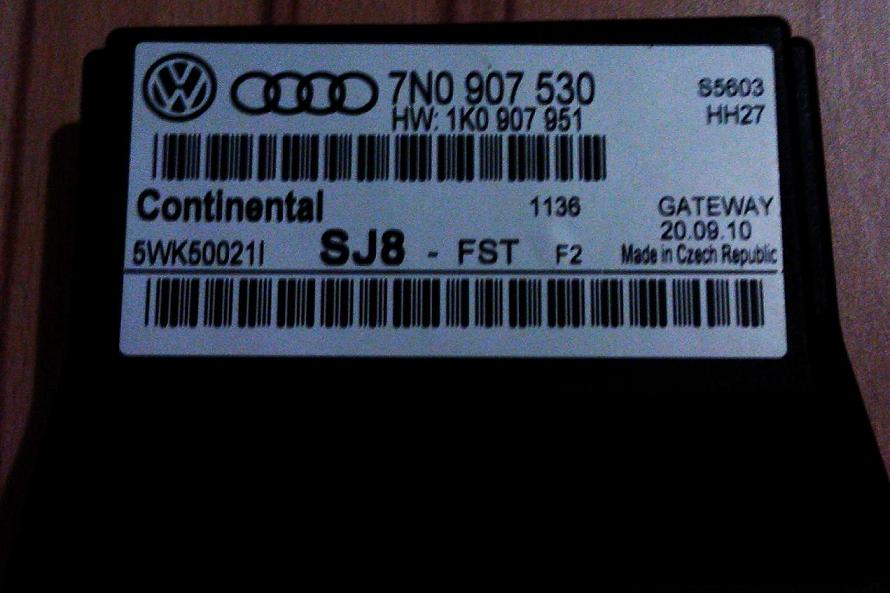 7N0 907 530
HW: 1K0 907 951
S5603
HH27
Continental
1136
GATEWAY
20.09.10
5WK50021I
SJ8 - FST F2
Made in Czech Republic